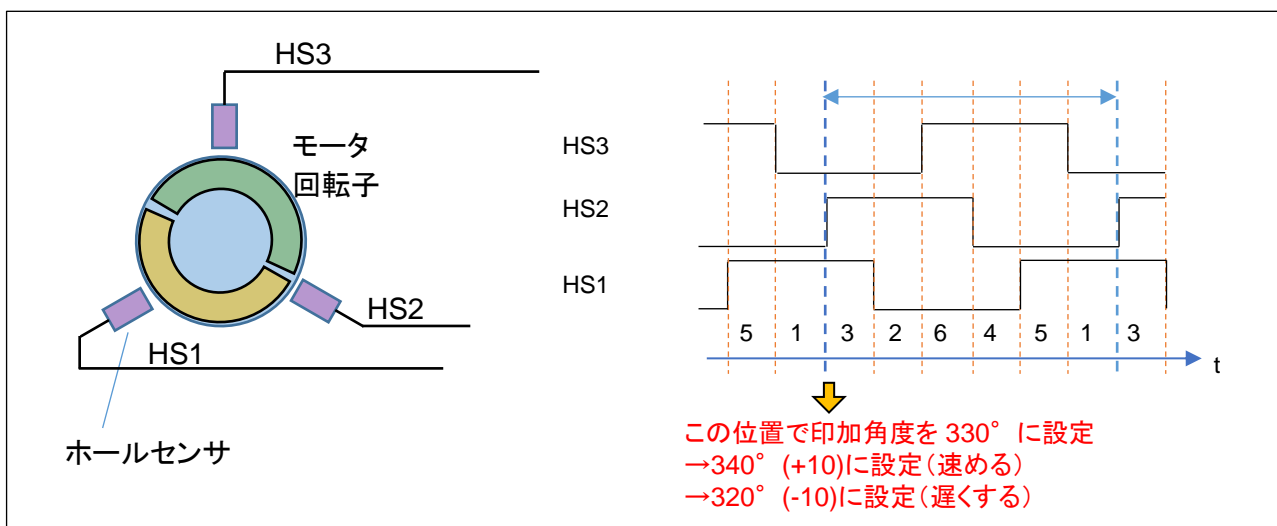 HS3
モータ
回転子
HS2
HS1
ホールセンサ
HS3
HS2
HS1
5 1 3 2 6 4 5 1 3
t
この位置で印加角度を 330° に設定
→340° (+10)に設定(速める)
→320° (-10)に設定(遅くする)